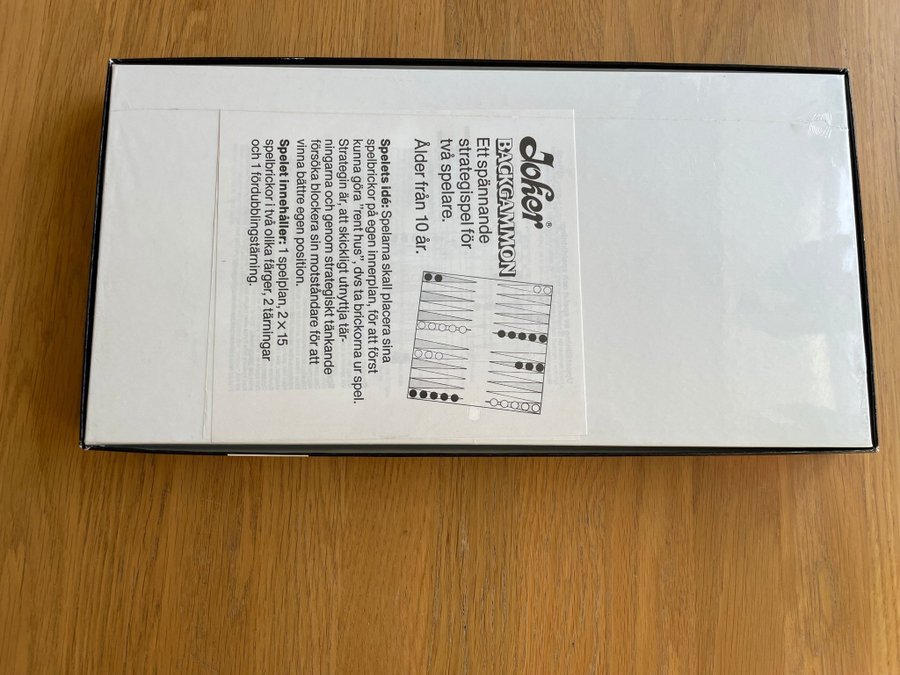 Joker®
BACKGAMMON
Ett spännande
strategispel för
två spelare.
Ålder från 10 år.
Spelets idé: Spelarna skall placera sina
spelbrickor på egen innerplan, för att först
kunna göra "rent hus", dvs ta brickorna ur spel.
Strategin är, att skickligt utnyttja tär-
ningarna och genom strategiskt tänkande
försöka blockera sin motståndare för att
vinna bättre egen position.
Spelet innehåller: 1 spelplan, 2 x 15
spelbrickor i två olika färger, 2 tärningar
och 1 fördubblingstärning.